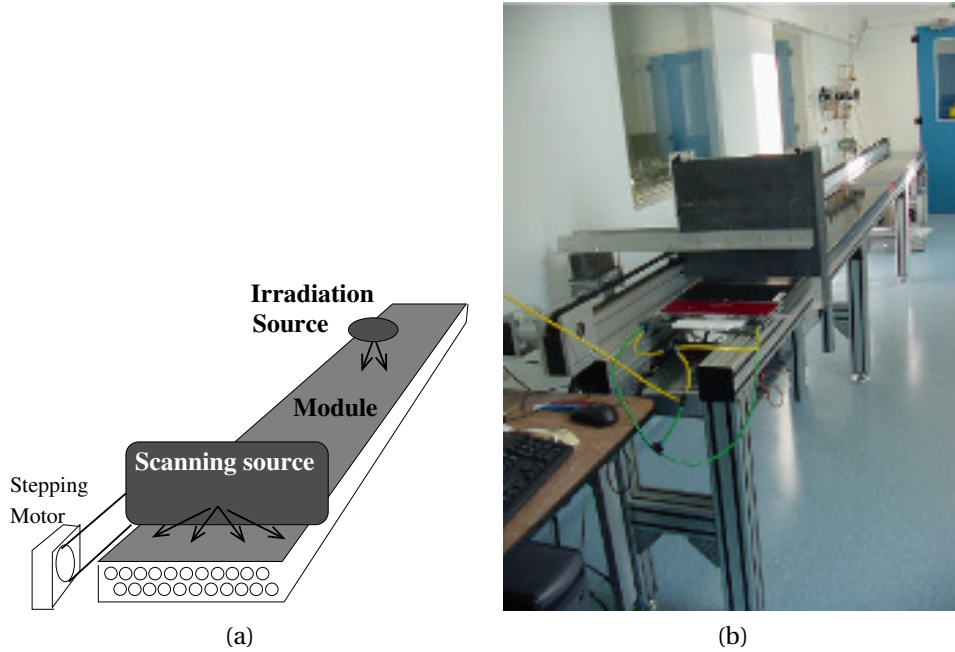 Irradiation
Source
Module
Scanning source
Stepping
Motor
(a)
(b)